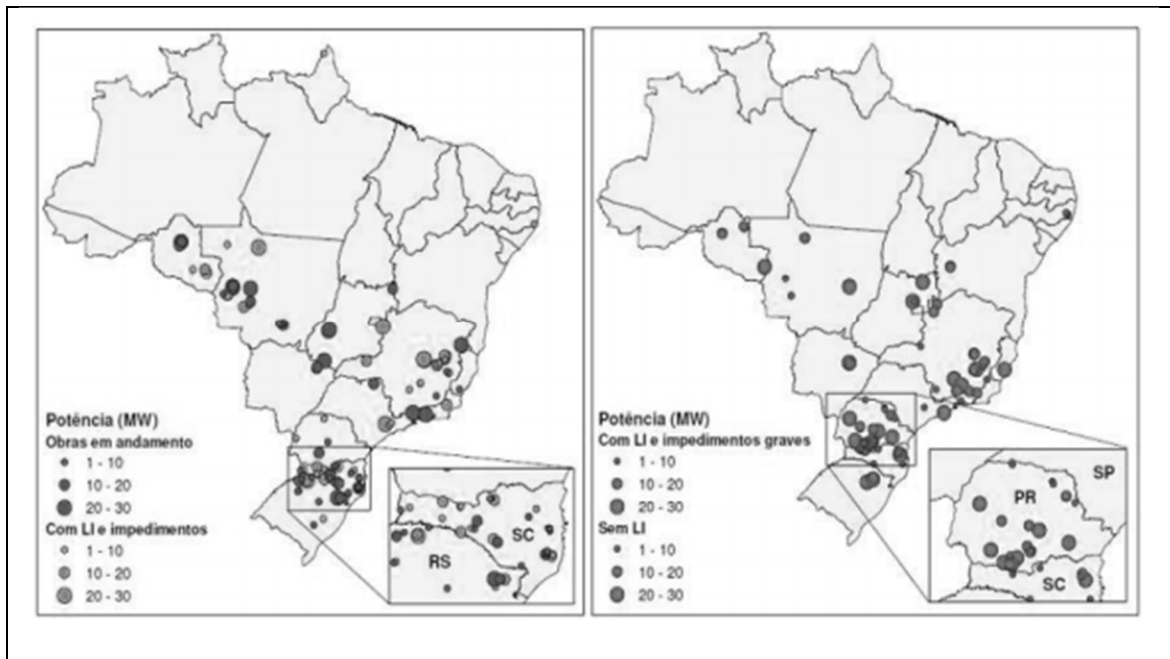 Potência (MW)
Obras em andamento
1 - 10
10 - 20
20 - 30
Com LI e impedimentos
1 - 10
10 - 20
20 - 30
SC
RS
Potência (MW)
Com LI e impedimentos graves
1 - 10
10 - 20
20 - 30
Sem LI
1 - 10
10 - 20
20 - 30
SP
PR
SC